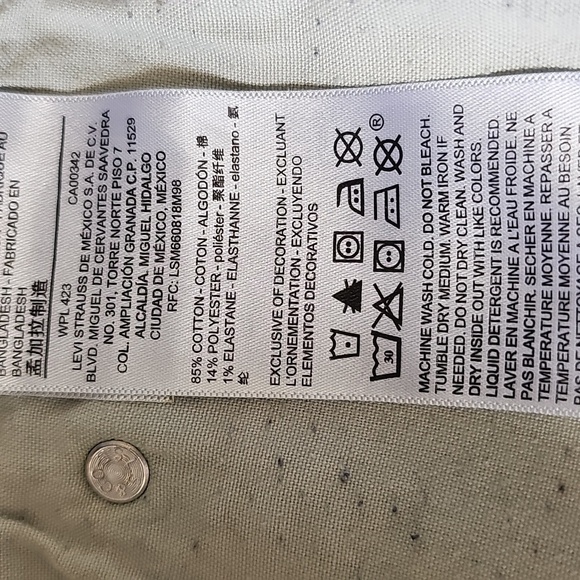 BANGLADESH - FABRICADO EN
BANGLADESH
孟加拉制造
WPL 423 CA00342
LEVI STRAUSS DE MÉXICO S.A. DE C.V.
BLVD. MIGUEL DE CERVANTES SAAVEDRA
NO. 301, TORRE NORTE PISO 7
COL. AMPLIACIÓN GRANADA C.P. 11529
ALCALDÍA. MIGUEL HIDALGO
CIUDAD DE MÉXICO, MÉXICO
RFC: LSM660818M98
85% COTTON - COTON - ALGODÓN - 棉
14% POLYESTER - poliéster - 聚酯纤维
1% ELASTANE - ELASTHANNE - elastano - 氨
纶
EXCLUSIVE OF DECORATION - EXCLUANT
L'ORNEMENTATION - EXCLUYENDO
ELEMENTOS DECORATIVOS
30
®
MACHINE WASH COLD. DO NOT BLEACH.
TUMBLE DRY MEDIUM. WARM IRON IF
NEEDED. DO NOT DRY CLEAN. WASH AND
DRY INSIDE OUT WITH LIKE COLORS.
LIQUID DETERGENT IS RECOMMENDED.
LAVER EN MACHINE A L'EAU FROIDE. NE
PAS BLANCHIR. SECHER EN MACHINE A
TEMPERATURE MOYENNE. REPASSER A
TEMPERATURE MOYENNE AU BESOIN.